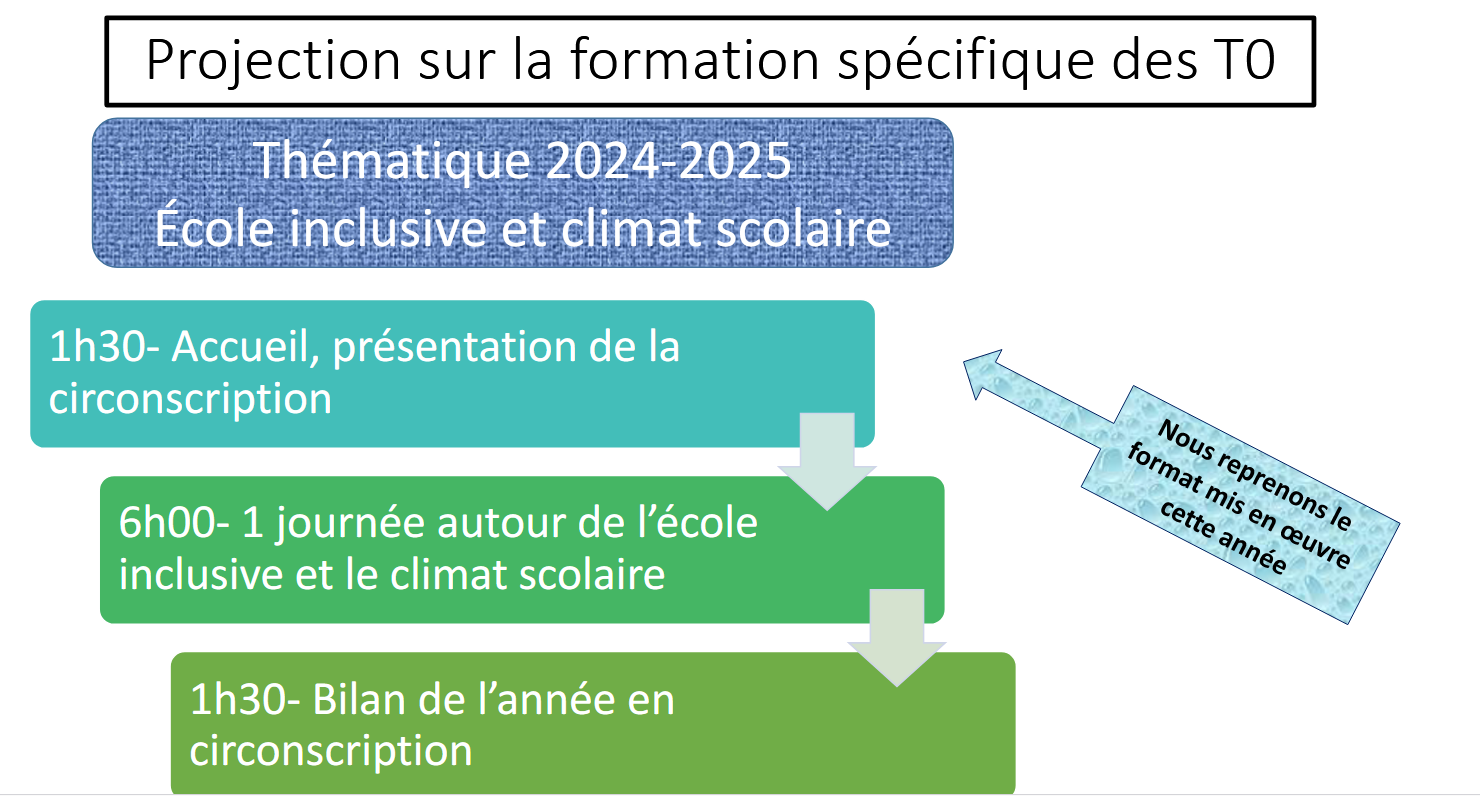 Projection sur la formation spécifique des T0
Thématique 2024-2025
École inclusive et climat scolaire
1h30- Accueil, présentation de la
circonscription
6h00- 1 journée autour de l’école
inclusive et le climat scolaire
1h30- Bilan de l’année en
circonscription
Nous reprenons le
format mis en œuvre
cette année